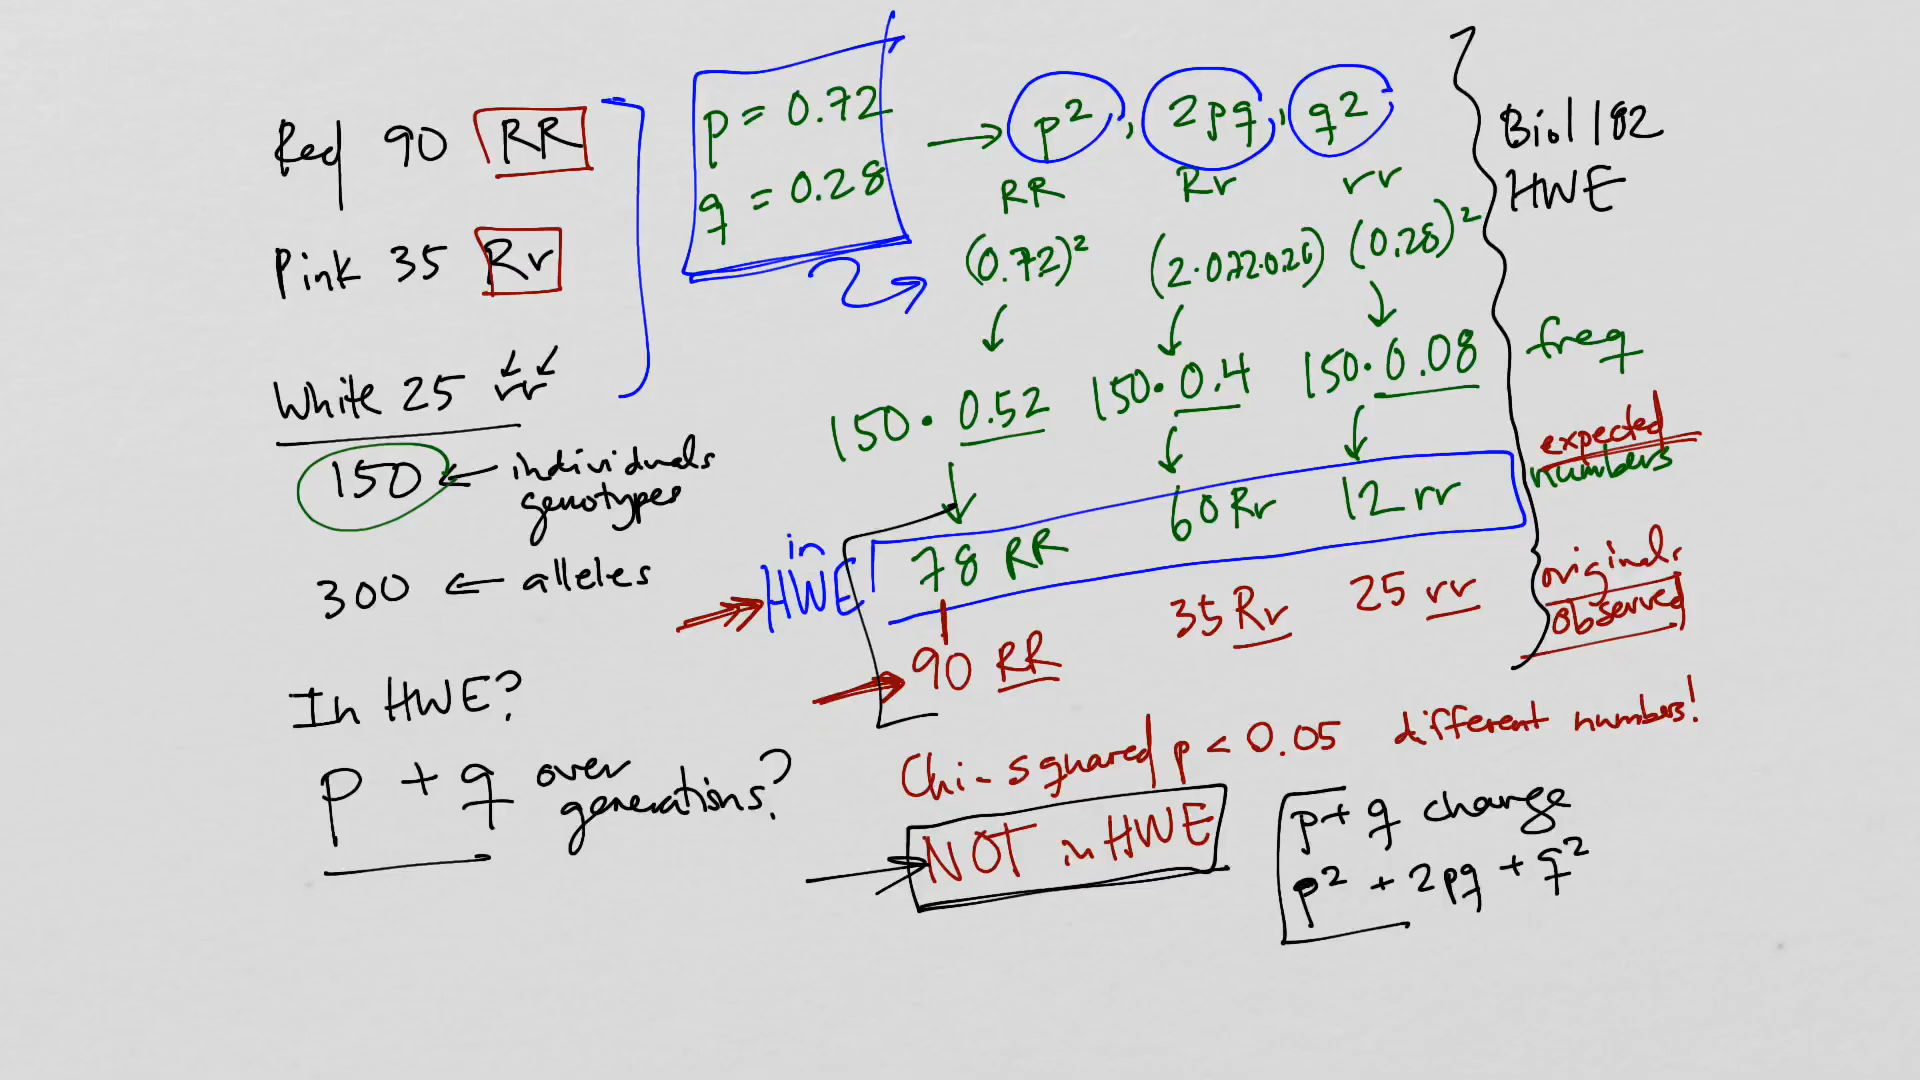 Red 90 RR
Pink 35 Rr
White 25 rr
150 ← individuals
genotypes
300 ← alleles
In HWE?
p + q over
generations?
p = 0.72
q = 0.28
→ p², 2pq, q²
RR Rr rr
(0.72)² (2·0.72·0.28) (0.28)²
150 · 0.52 150 · 0.4 150 · 0.08
in
HWE
78 RR 60 Rr 12 rr
90 RR 35 Rr 25 rr
Chi-squared p < 0.05 different numbers!
NOT in HWE
p + q change
p² + 2pq + q²
Biol 182
HWE
freq
expected
numbers
original
observed